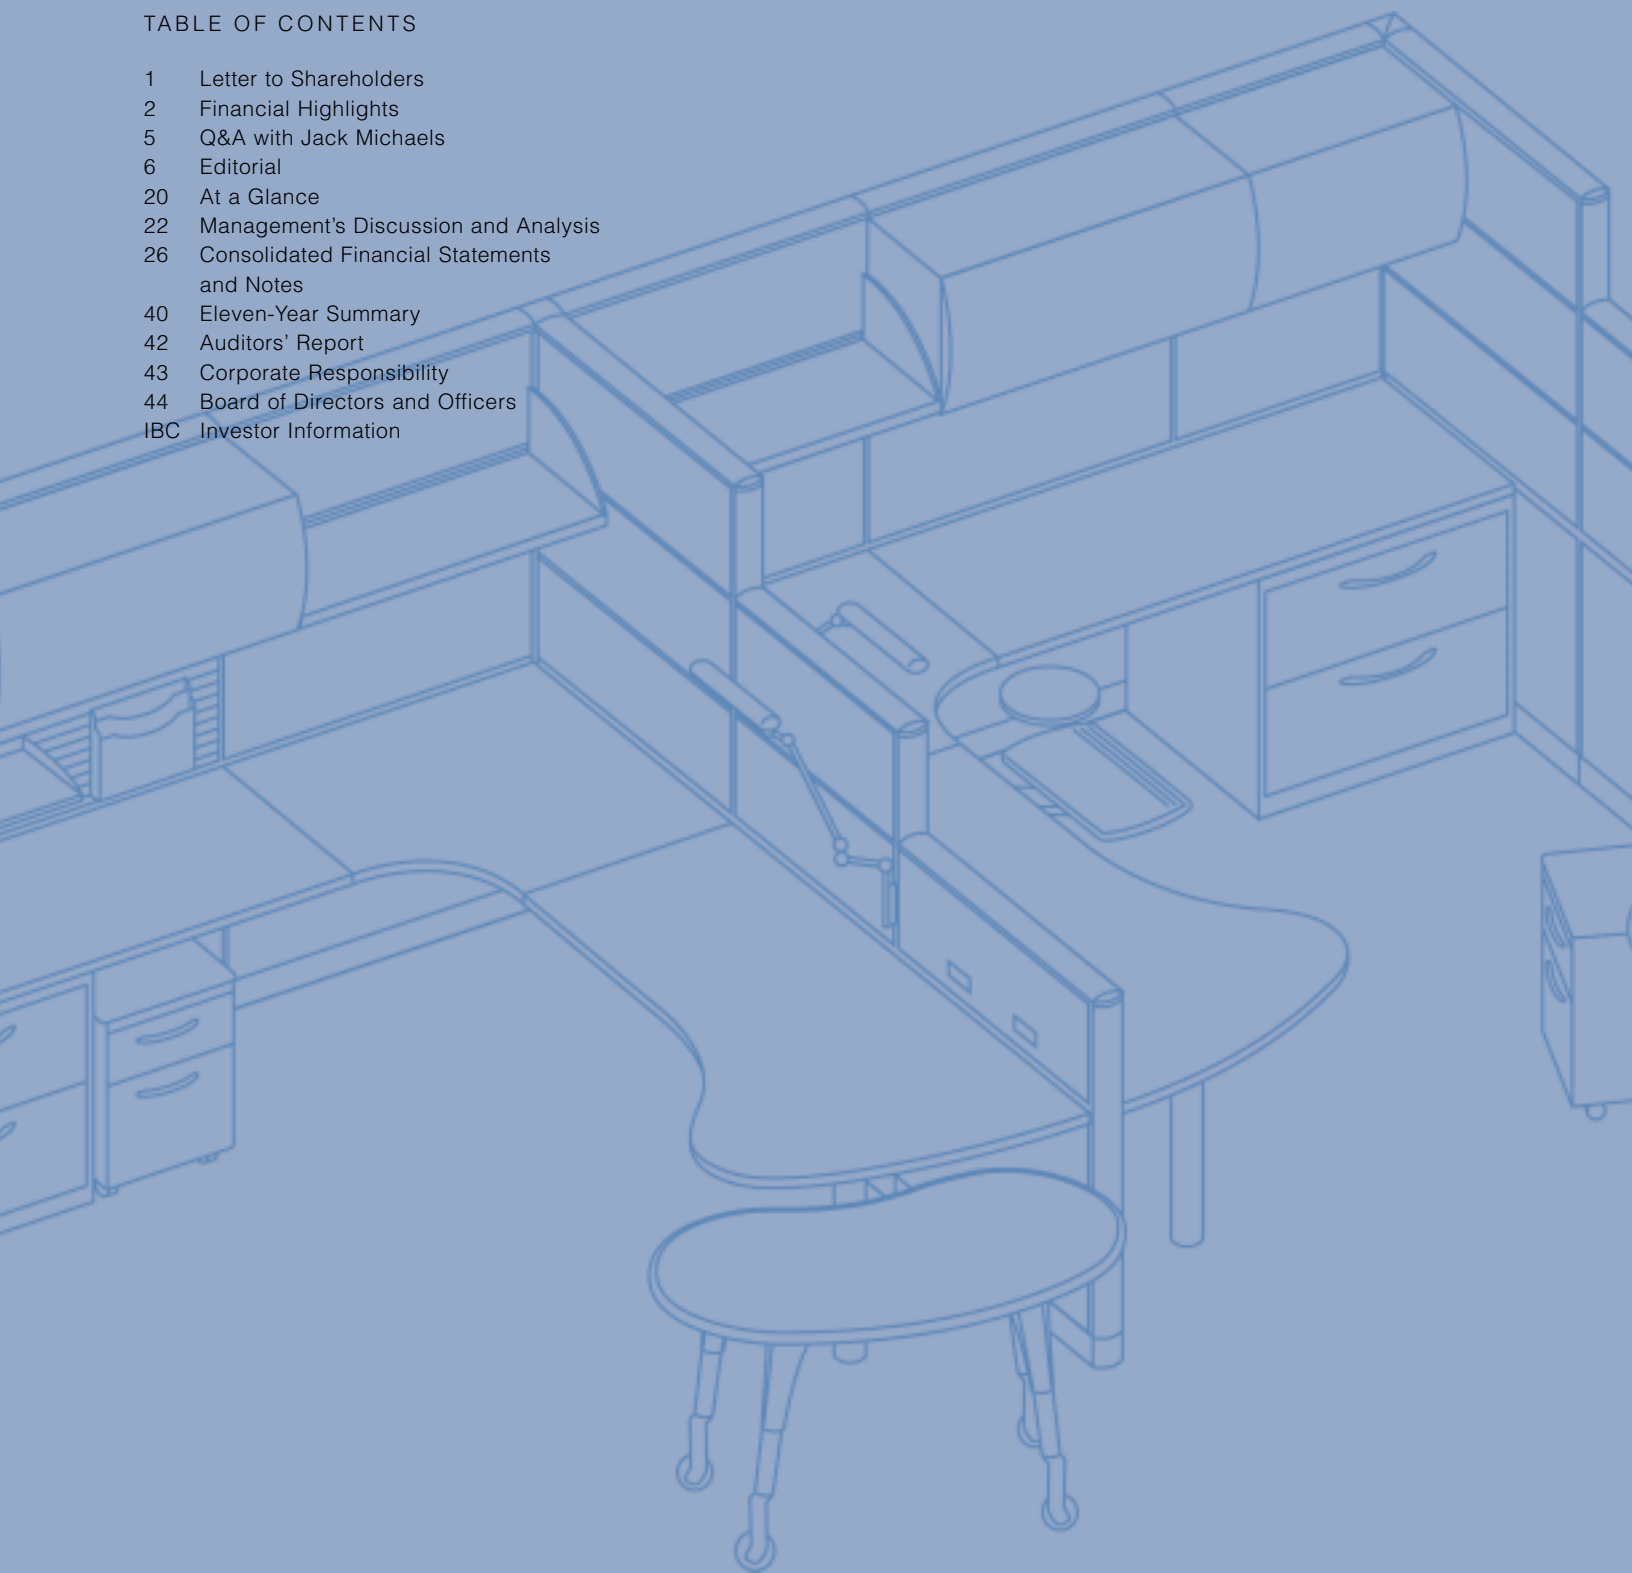 TABLE OF CONTENTS
1 Letter to Shareholders
2 Financial Highlights
5 Q&A with Jack Michaels
6 Editorial
20 At a Glance
22 Management’s Discussion and Analysis
26 Consolidated Financial Statements
and Notes
40 Eleven-Year Summary
42 Auditors’ Report
43 Corporate Responsibility
44 Board of Directors and Officers
IBC Investor Information